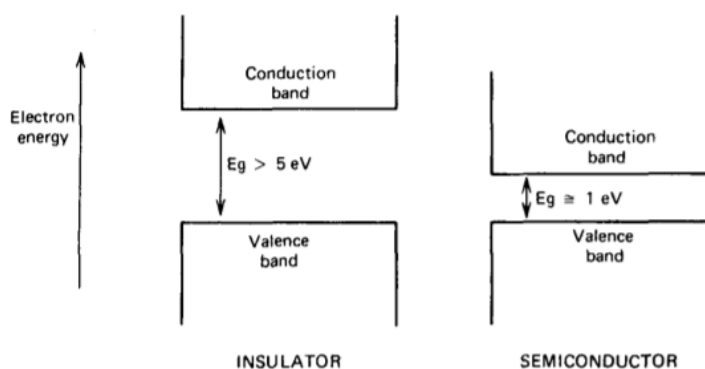 Electron
energy
Conduction
band
Eg > 5 eV
Valence
band
INSULATOR
Conduction
band
Eg ≅ 1 eV
Valence
band
SEMICONDUCTOR